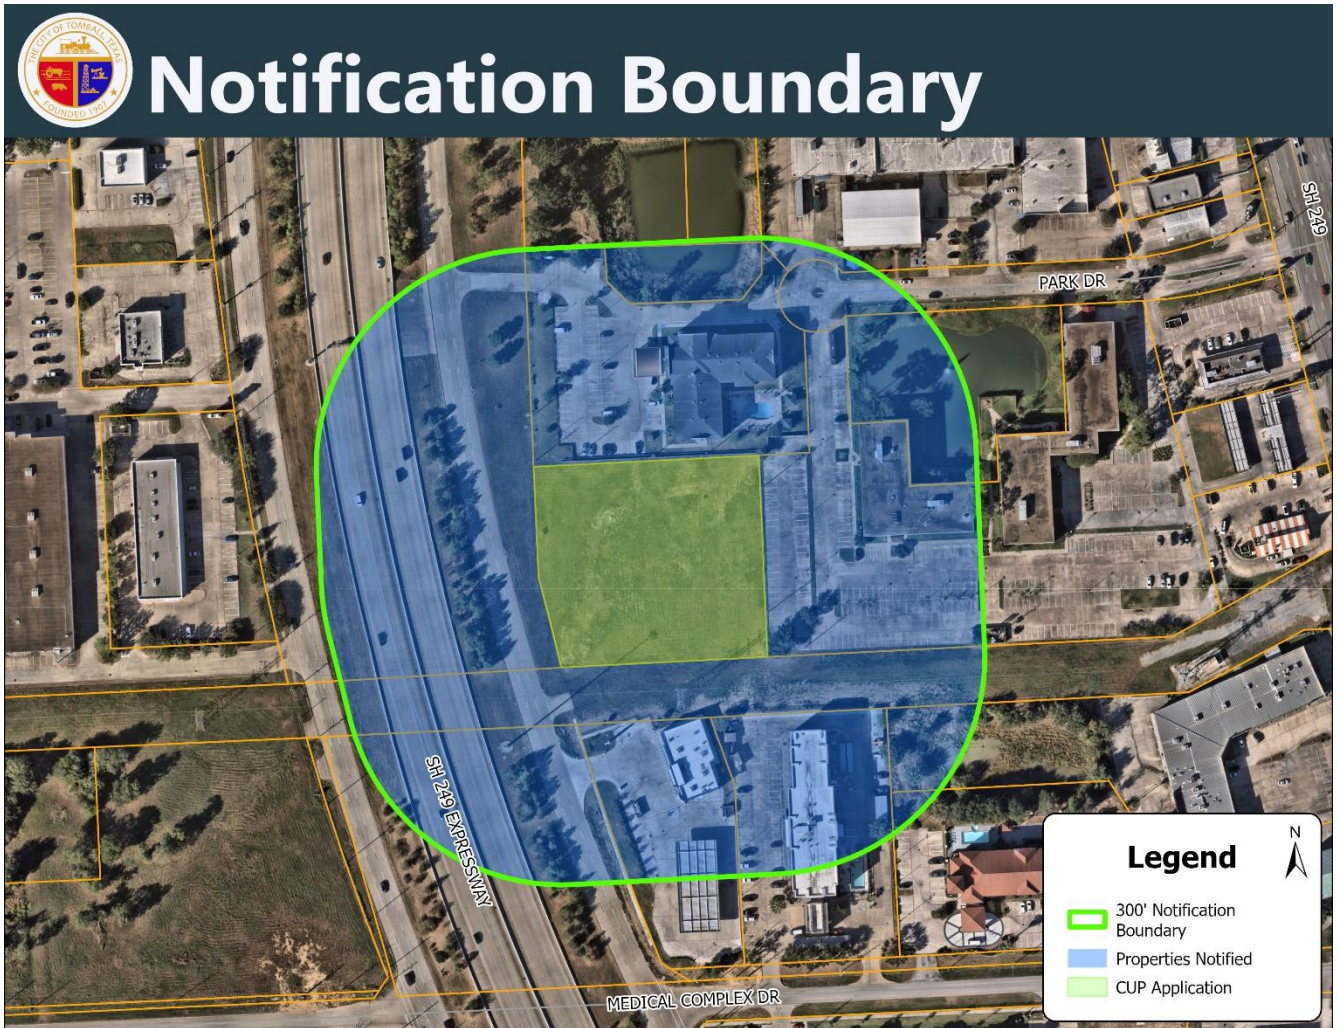 THE CITY OF TOMBALL, TEXAS
FOUNDED 1907
Notification Boundary
SH 249
PARK DR
SH 249 EXPRESSWAY
MEDICAL COMPLEX DR
N
Legend
300' Notification
Boundary
Properties Notified
CUP Application